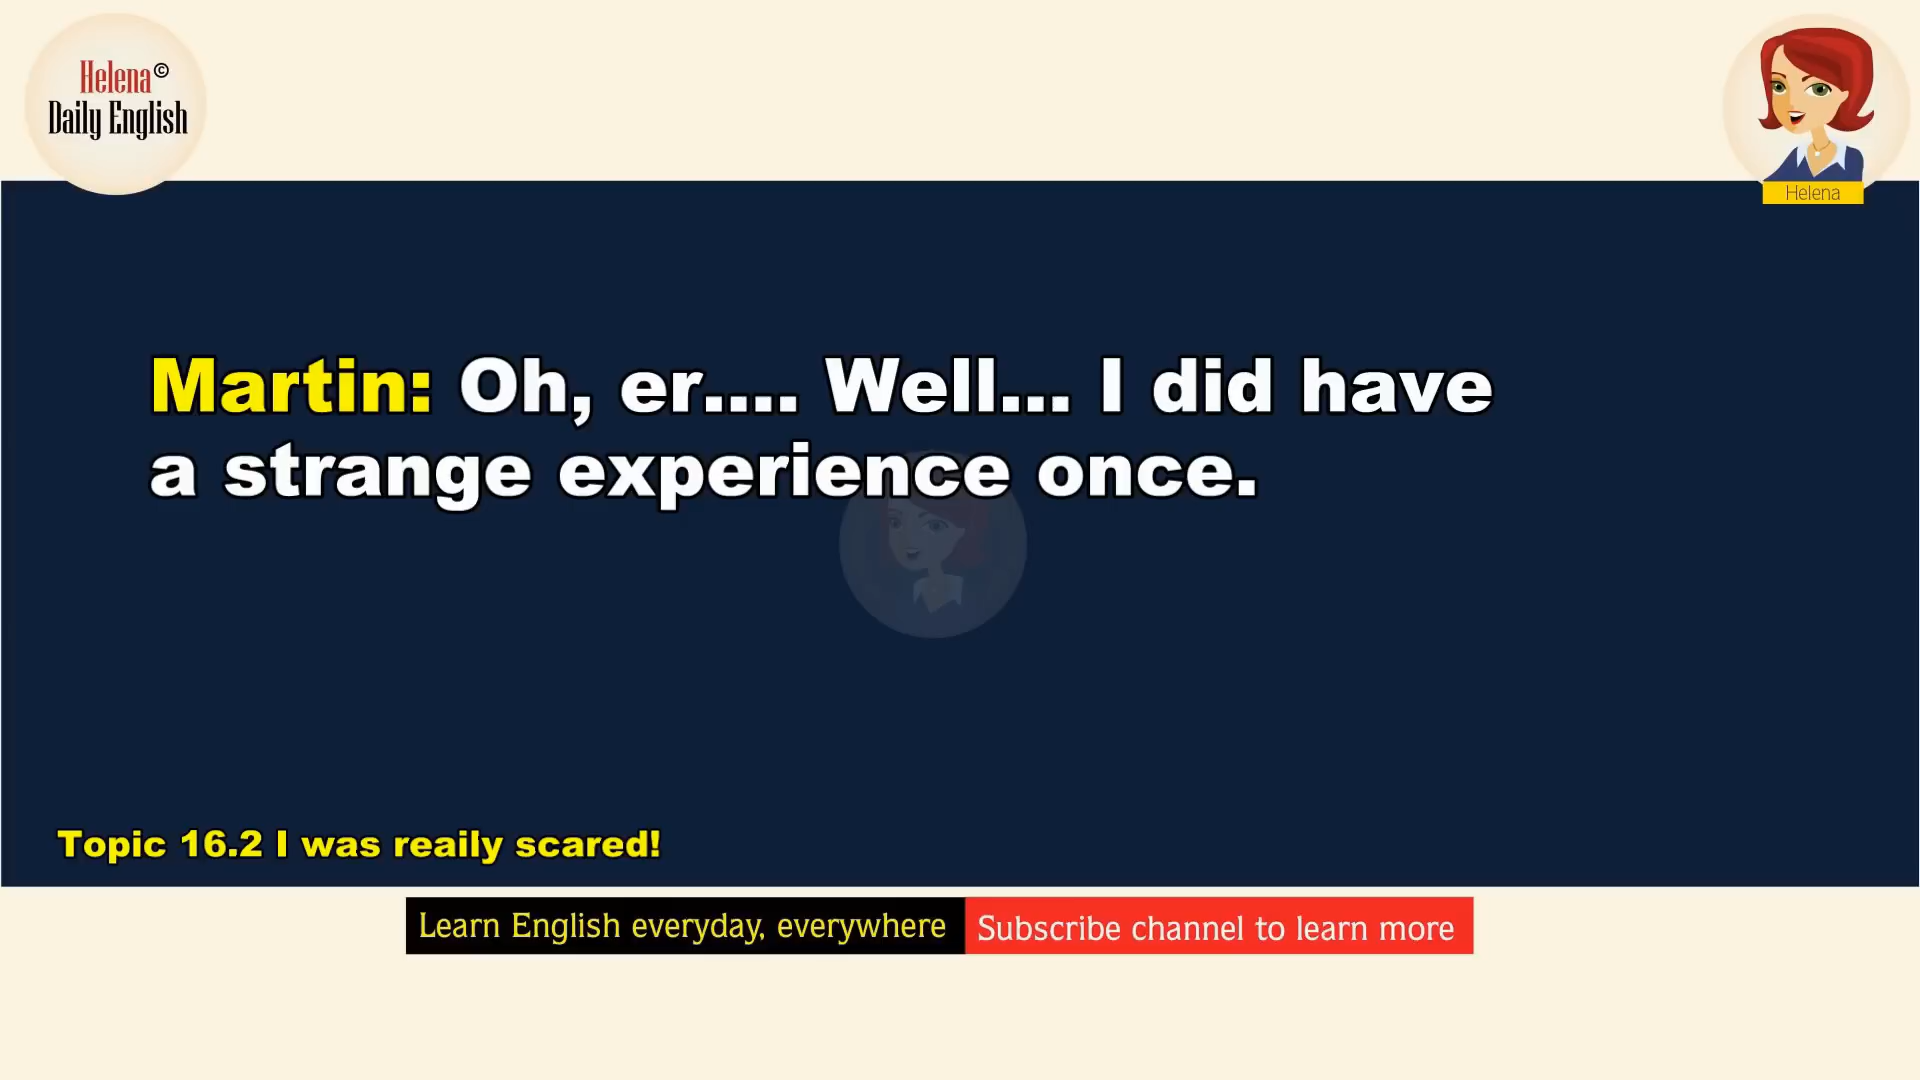 Helena©
Daily English
Helena
Martin: Oh, er.... Well... I did have
a strange experience once.
Topic 16.2 I was reaily scared!
Learn English everyday, everywhere
Subscribe channel to learn more